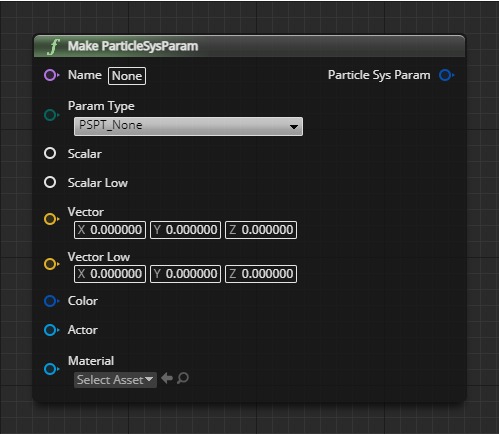 f Make ParticleSysParam
Name None
Particle Sys Param
Param Type
PSPT_None
Scalar
Scalar Low
Vector
X 0.000000 Y 0.000000 Z 0.000000
Vector Low
X 0.000000 Y 0.000000 Z 0.000000
Color
Actor
Material
Select Asset